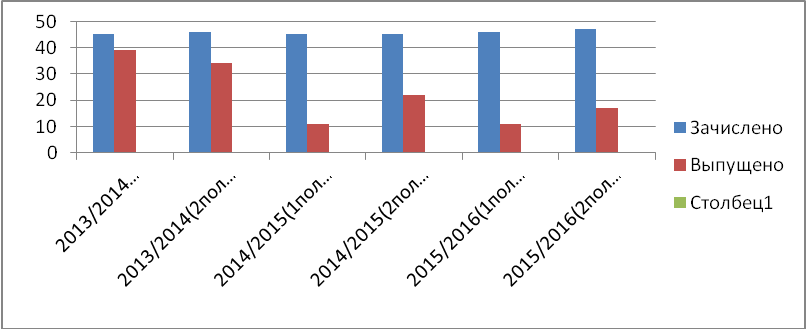 50
40
30
20
10
0
2013/2014...
2013/2014(2пол...
2014/2015(1пол...
2014/2015(2пол...
2015/2016(1пол...
2015/2016(2пол...
Зачислено
Выпущено
Столбец1